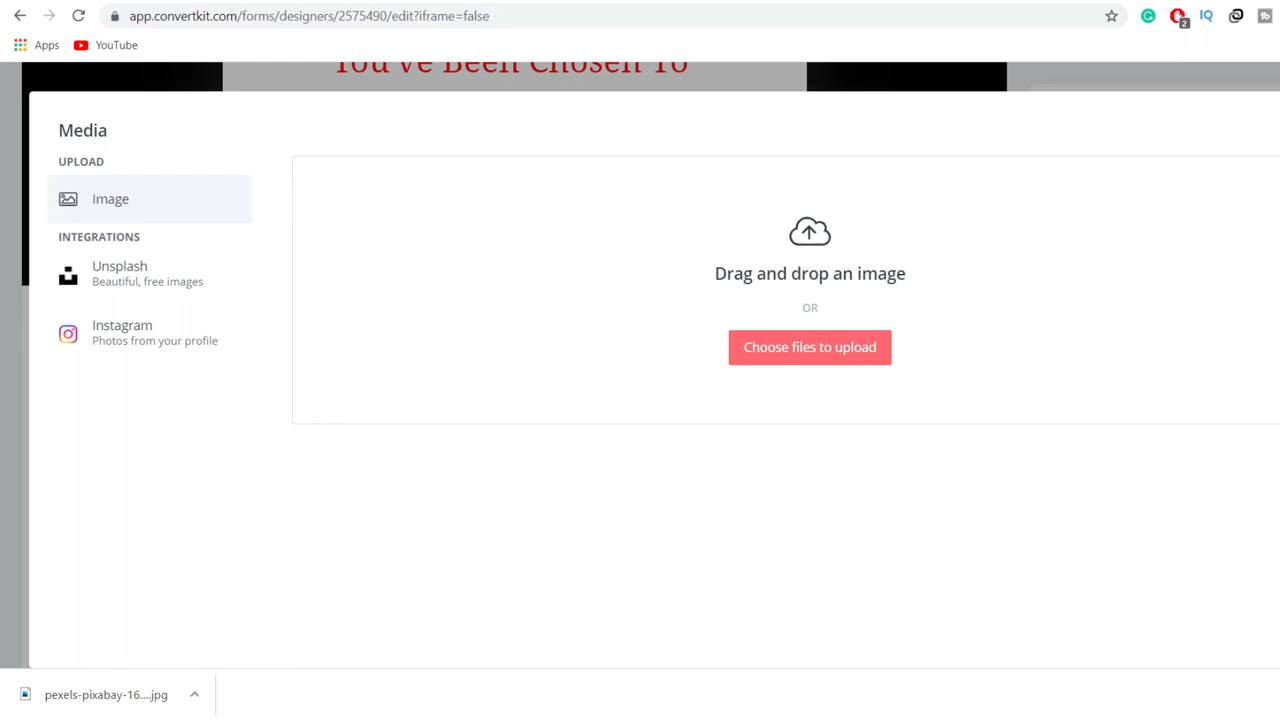 app.convertkit.com/forms/designers/2575490/edit?iframe=false
2
IQ
Apps
YouTube
You've Been Chosen To
Media
UPLOAD
Image
INTEGRATIONS
Unsplash
Beautiful, free images
Instagram
Photos from your profile
Drag and drop an image
OR
Choose files to upload
pexels-pixabay-16....jpg